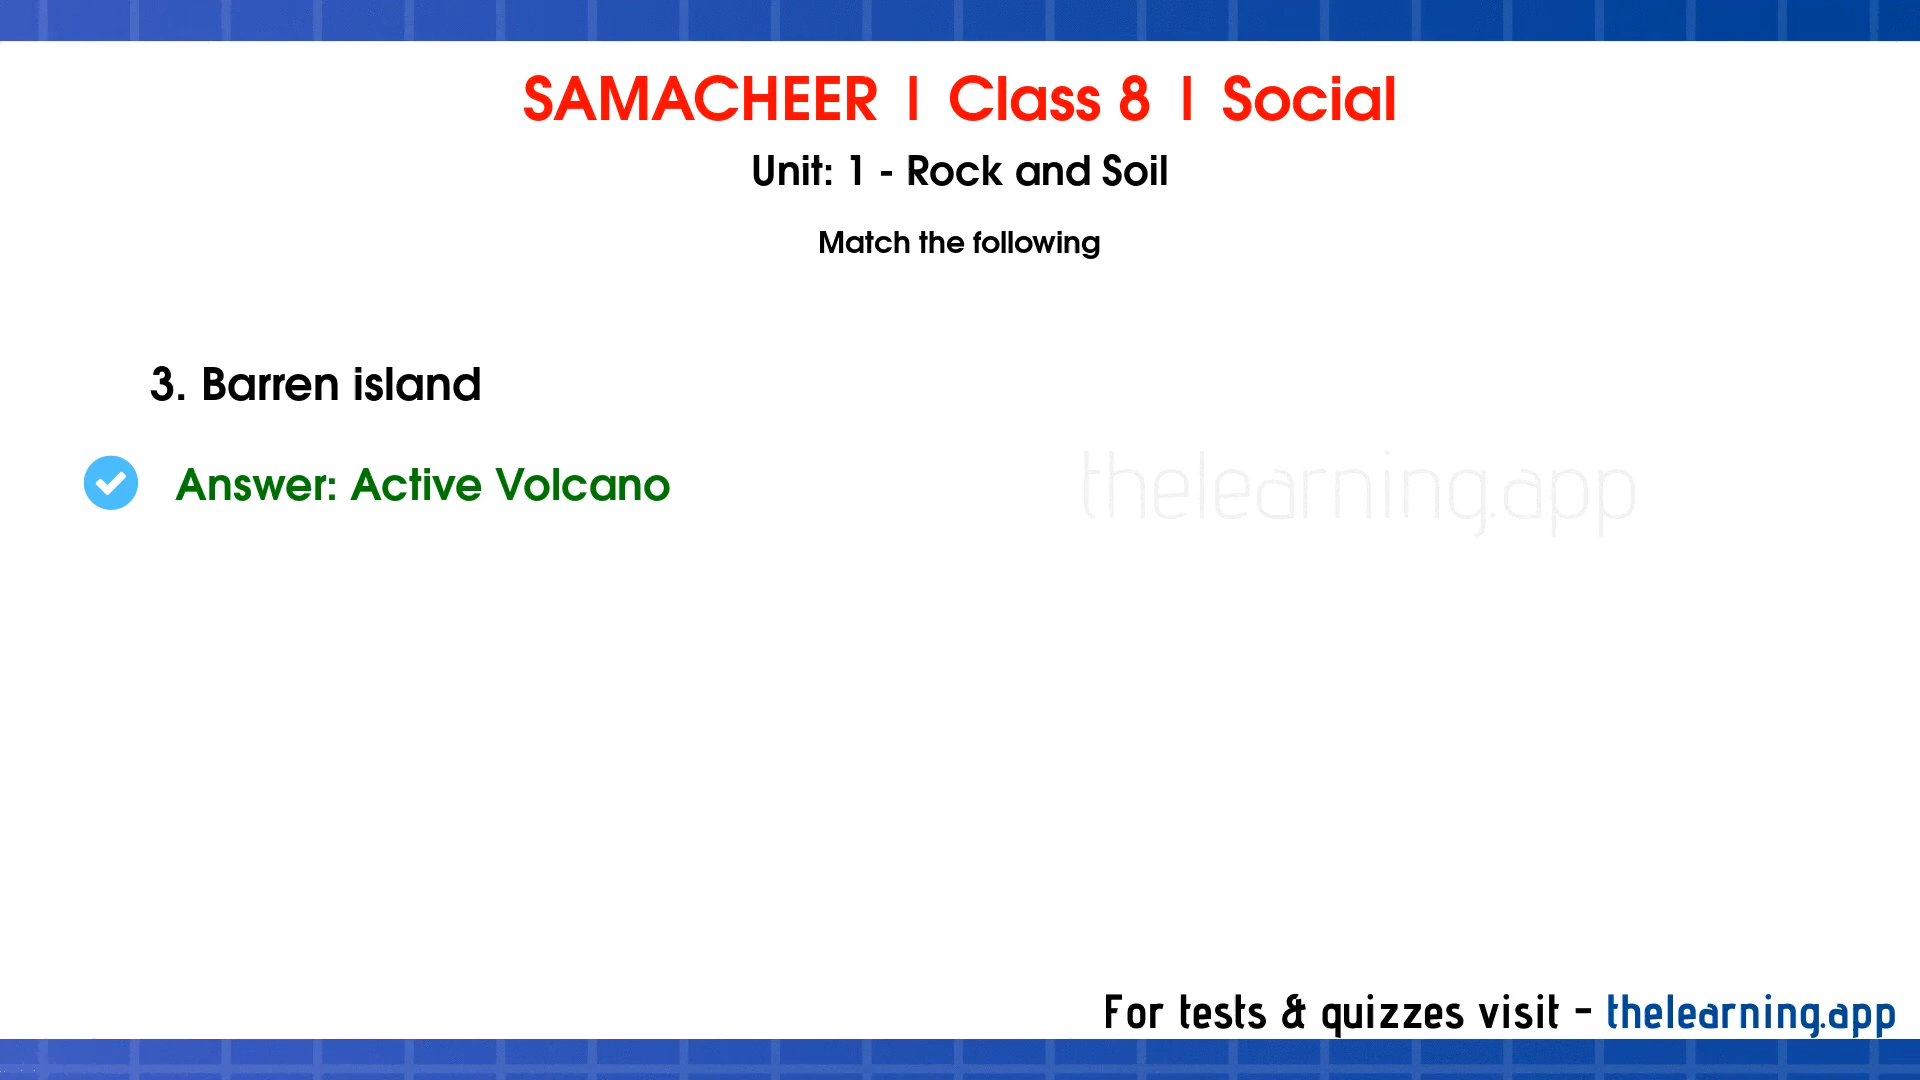 SAMACHEER | Class 8 | Social
Unit: 1 - Rock and Soil
Match the following
3. Barren island
Answer: Active Volcano
thelearning.app
For tests & quizzes visit - thelearning.app